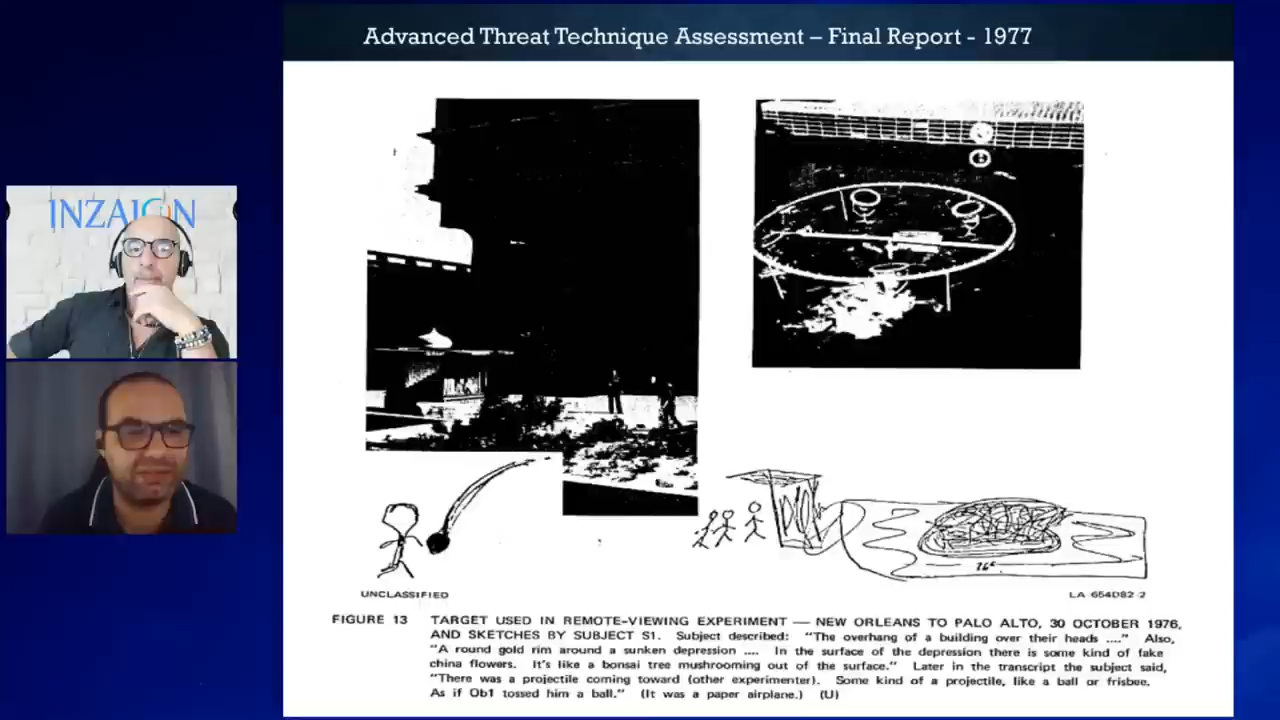 Advanced Threat Technique Assessment – Final Report - 1977
INZAION
UNCLASSIFIED
LA 654D82 2
FIGURE 13 TARGET USED IN REMOTE-VIEWING EXPERIMENT — NEW ORLEANS TO PALO ALTO, 30 OCTOBER 1976,
AND SKETCHES BY SUBJECT S1. Subject described: "The overhang of a building over their heads ...." Also,
"A round gold rim around a sunken depression .... In the surface of the depression there is some kind of fake
china flowers. It's like a bonsai tree mushrooming out of the surface." Later in the transcript the subject said,
"There was a projectile coming toward (other experimenter). Some kind of a projectile, like a ball or frisbee.
As if Ob1 tossed him a ball." (It was a paper airplane.) (U)